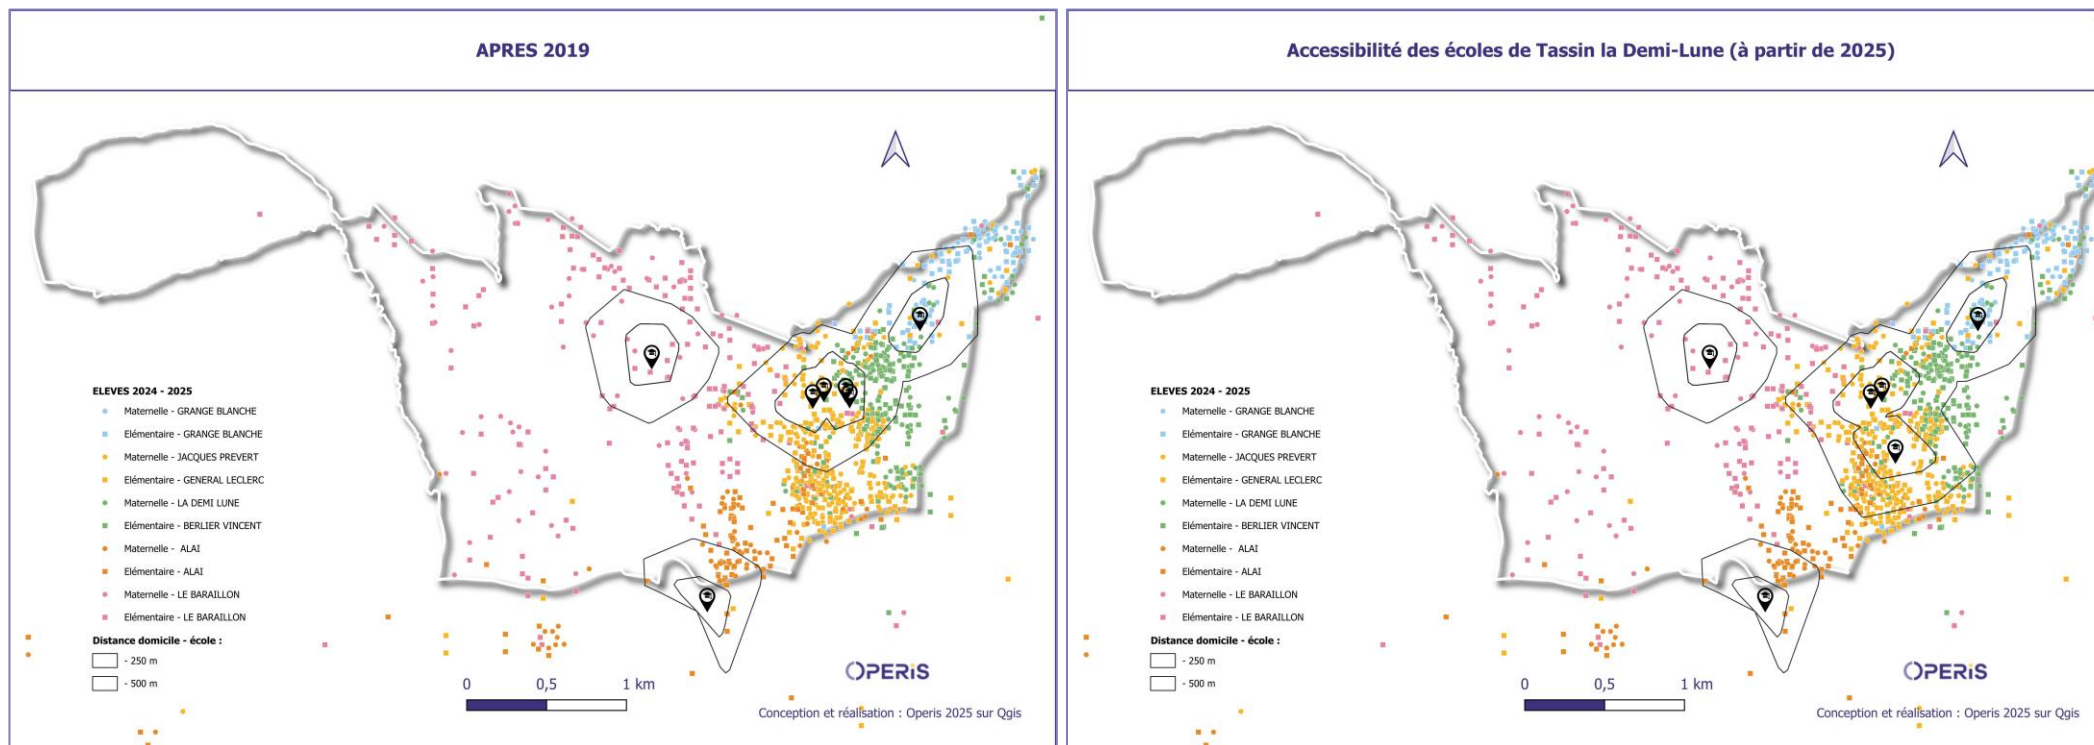 APRES 2019
ELEVES 2024 - 2025
Maternelle - GRANGE BLANCHE
Elémentaire - GRANGE BLANCHE
Maternelle - JACQUES PREVERT
Elémentaire - GENERAL LECLERC
Maternelle - LA DEMI LUNE
Elémentaire - BERLIER VINCENT
Maternelle - ALAI
Elémentaire - ALAI
Maternelle - LE BARAILLON
Elémentaire - LE BARAILLON
Distance domicile - école :
- 250 m
- 500 m
0 0,5 1 km
OPERIS
Conception et réalisation : Operis 2025 sur Qgis
Accessibilité des écoles de Tassin la Demi-Lune (à partir de 2025)
ELEVES 2024 - 2025
Maternelle - GRANGE BLANCHE
Elémentaire - GRANGE BLANCHE
Maternelle - JACQUES PREVERT
Elémentaire - GENERAL LECLERC
Maternelle - LA DEMI LUNE
Elémentaire - BERLIER VINCENT
Maternelle - ALAI
Elémentaire - ALAI
Maternelle - LE BARAILLON
Elémentaire - LE BARAILLON
Distance domicile - école :
- 250 m
- 500 m
0 0,5 1 km
OPERIS
Conception et réalisation : Operis 2025 sur Qgis